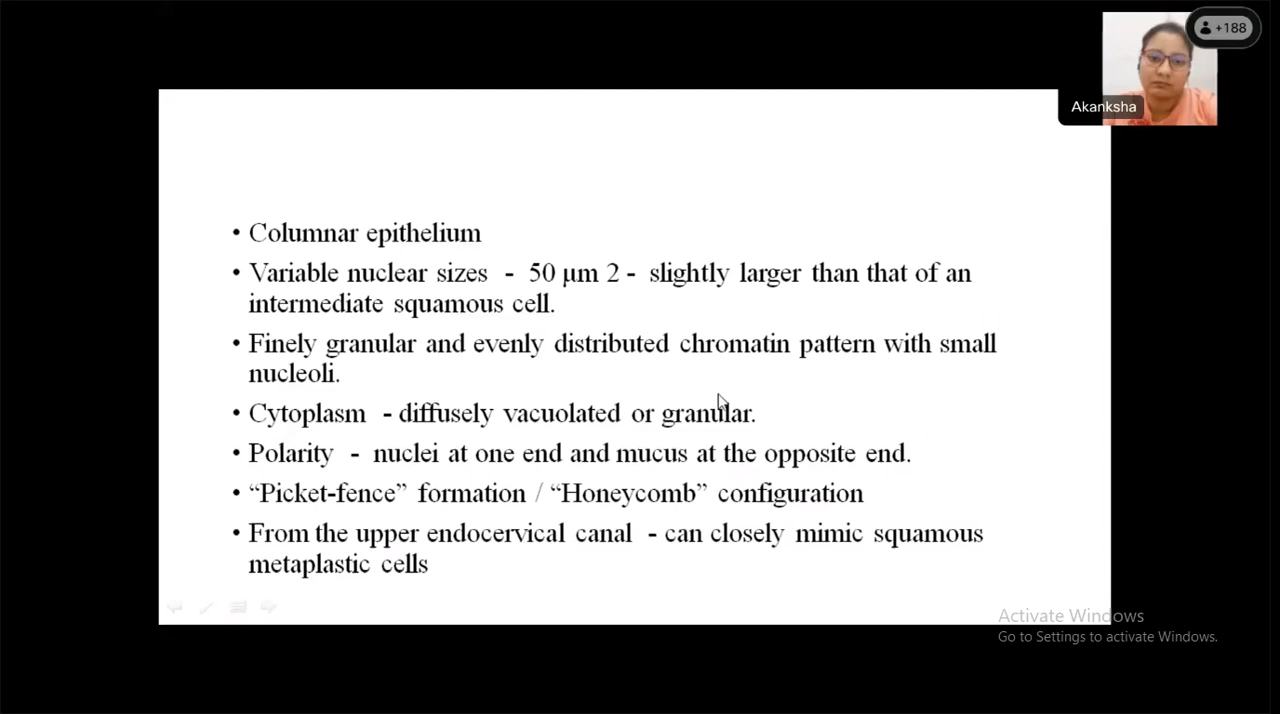 +188
Akanksha
• Columnar epithelium
• Variable nuclear sizes - 50 μm 2 - slightly larger than that of an
intermediate squamous cell.
• Finely granular and evenly distributed chromatin pattern with small
nucleoli.
• Cytoplasm - diffusely vacuolated or granular.
• Polarity - nuclei at one end and mucus at the opposite end.
• “Picket-fence” formation / “Honeycomb” configuration
• From the upper endocervical canal - can closely mimic squamous
metaplastic cells
Activate Windows
Go to Settings to activate Windows.